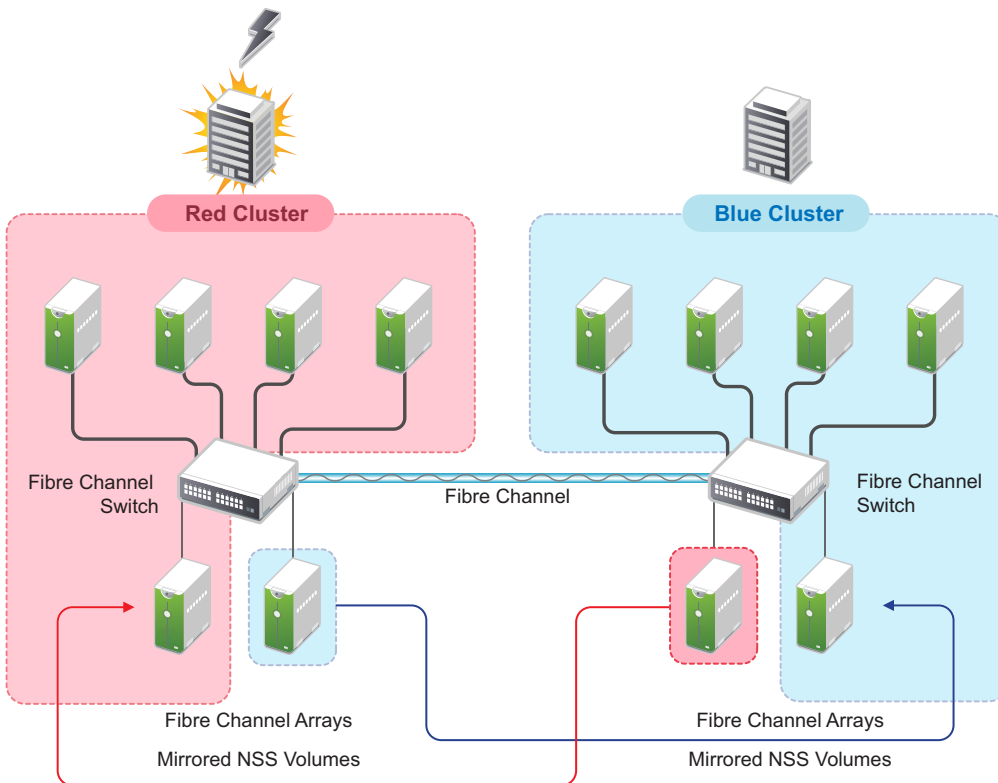 Red Cluster
Blue Cluster
Fibre Channel
Switch
Fibre Channel
Fibre Channel
Switch
Fibre Channel Arrays
Mirrored NSS Volumes
Fibre Channel Arrays
Mirrored NSS Volumes